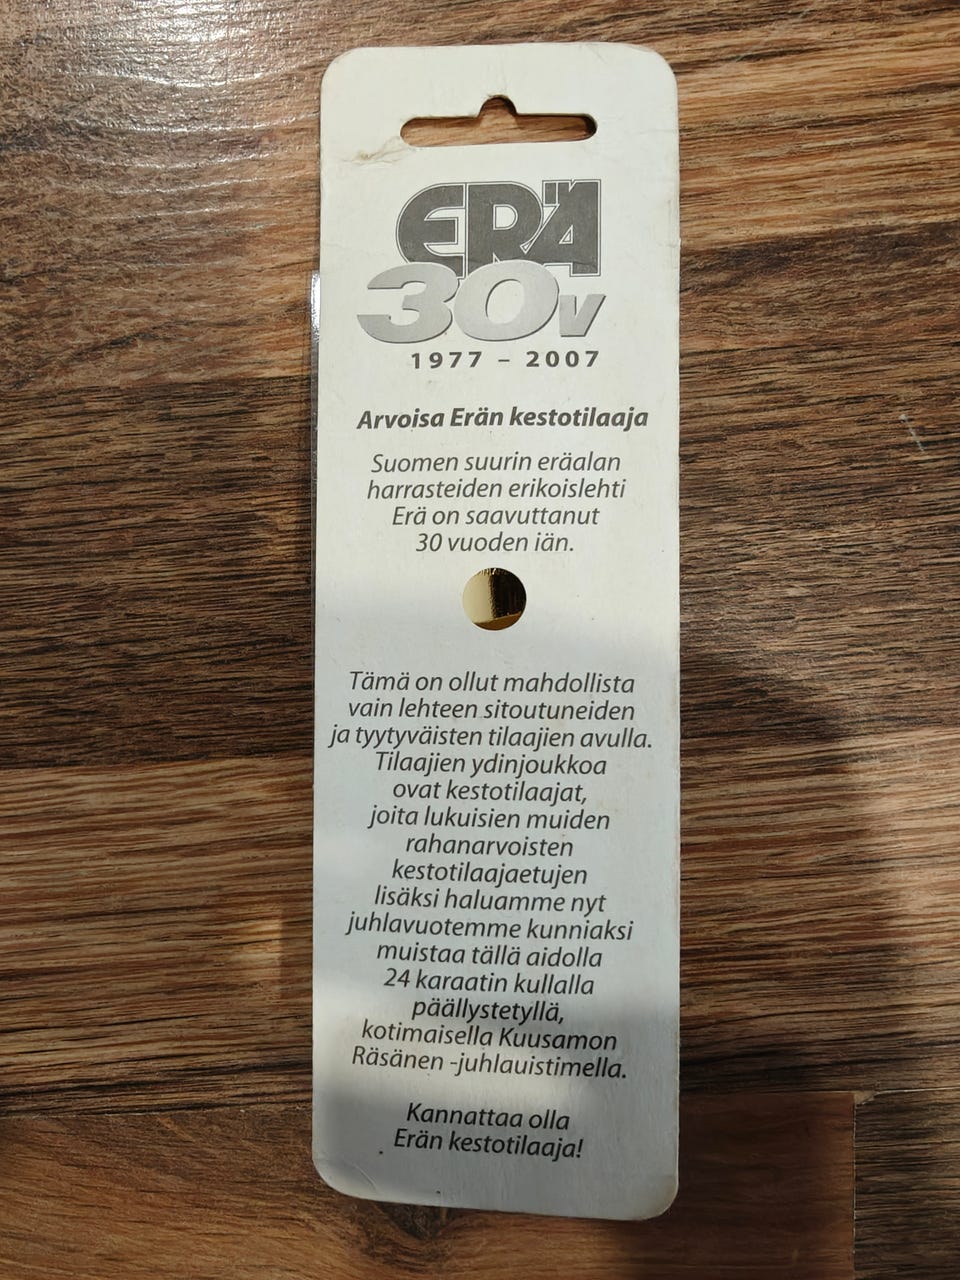 ERÄ
30v
1977 – 2007
Arvoisa Erän kestotilaaja
Suomen suurin eräalan
harrasteiden erikoislehti
Erä on saavuttanut
30 vuoden iän.
Tämä on ollut mahdollista
vain lehteen sitoutuneiden
ja tyytyväisten tilaajien avulla.
Tilaajien ydinjoukkoa
ovat kestotilaajat,
joita lukuisien muiden
rahanarvoisten
kestotilaajaetujen
lisäksi haluamme nyt
juhlavuotemme kunniaksi
muistaa tällä aidolla
24 karaatin kullalla
päällystetyllä,
kotimaisella Kuusamon
Räsänen -juhlauistimella.
Kannattaa olla
Erän kestotilaaja!